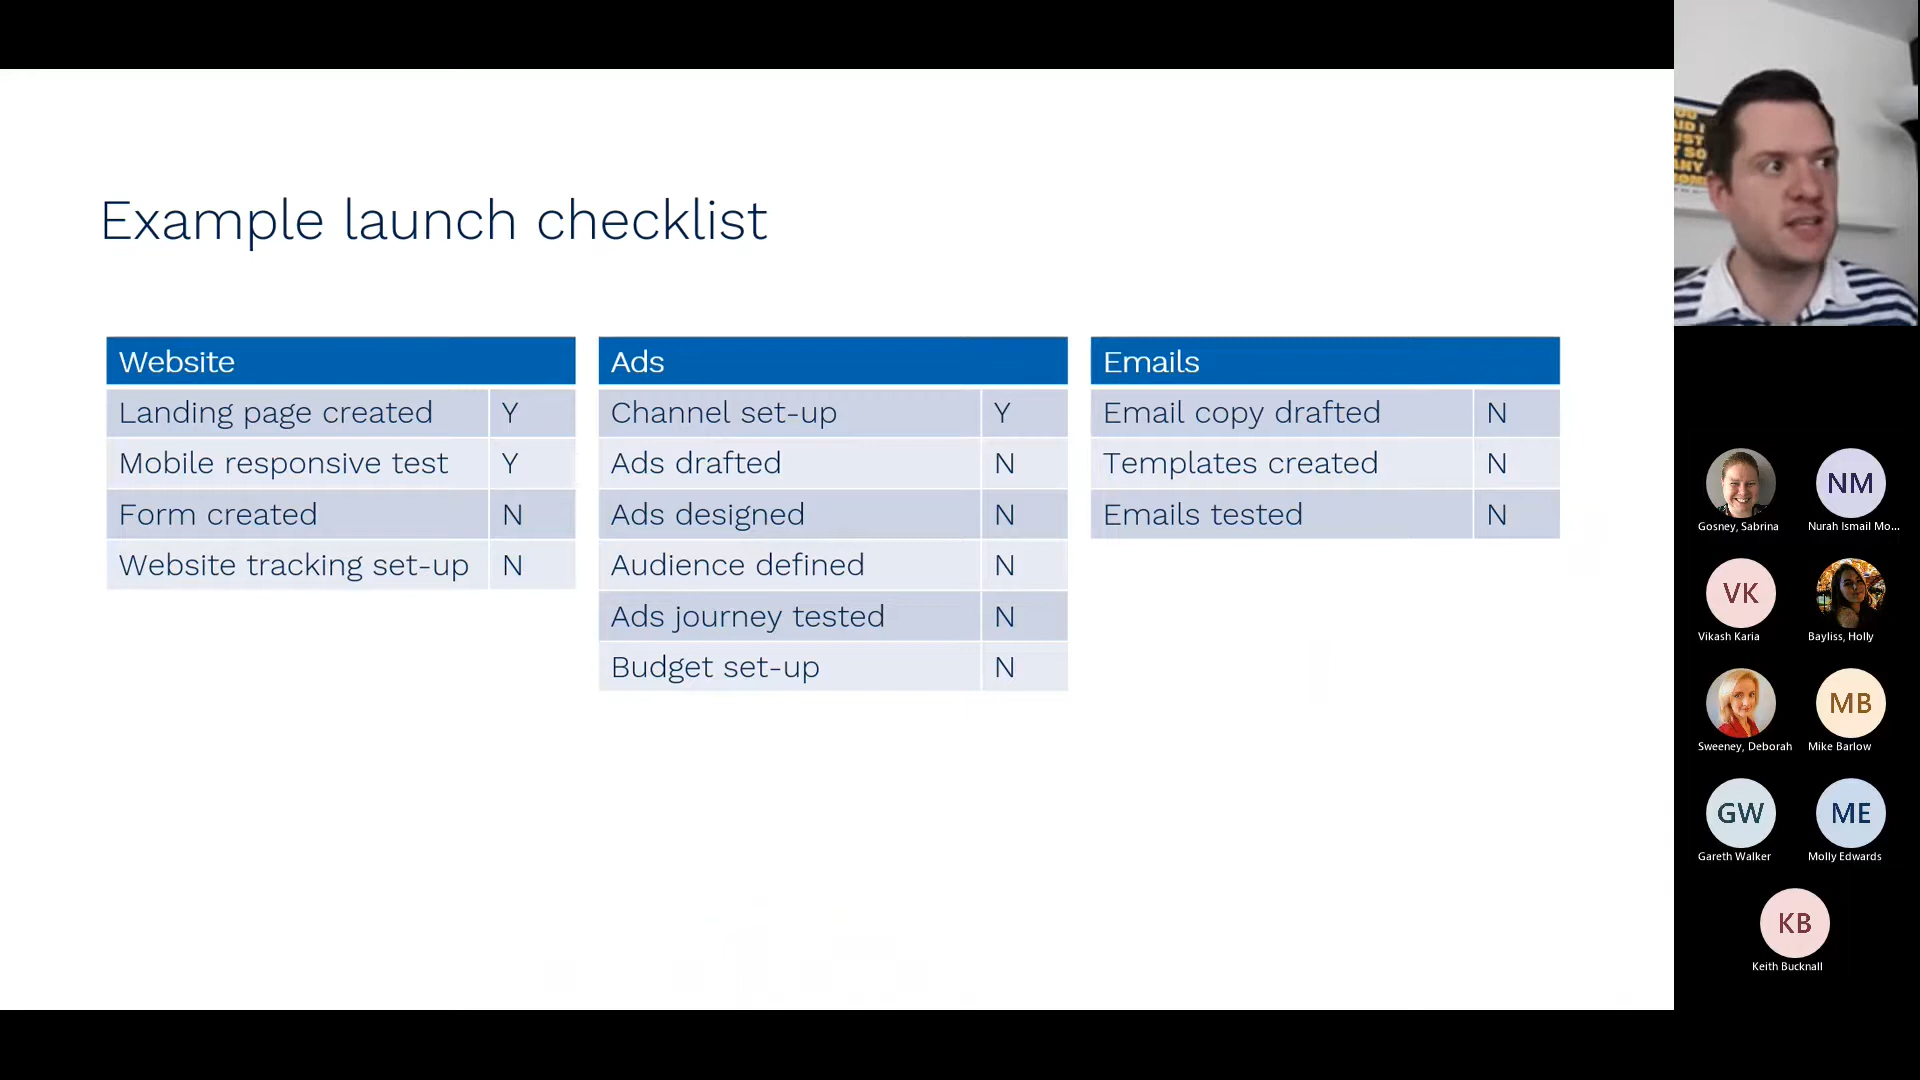 Example launch checklist
Website
Landing page created Y
Mobile responsive test Y
Form created N
Website tracking set-up N
Ads
Channel set-up Y
Ads drafted N
Ads designed N
Audience defined N
Ads journey tested N
Budget set-up N
Emails
Email copy drafted N
Templates created N
Emails tested N
Gosney, Sabrina
NM
Nurah Ismail Mo...
VK
Vikash Karia
Bayliss, Holly
Sweeney, Deborah
MB
Mike Barlow
GW
Gareth Walker
ME
Molly Edwards
KB
Keith Bucknall